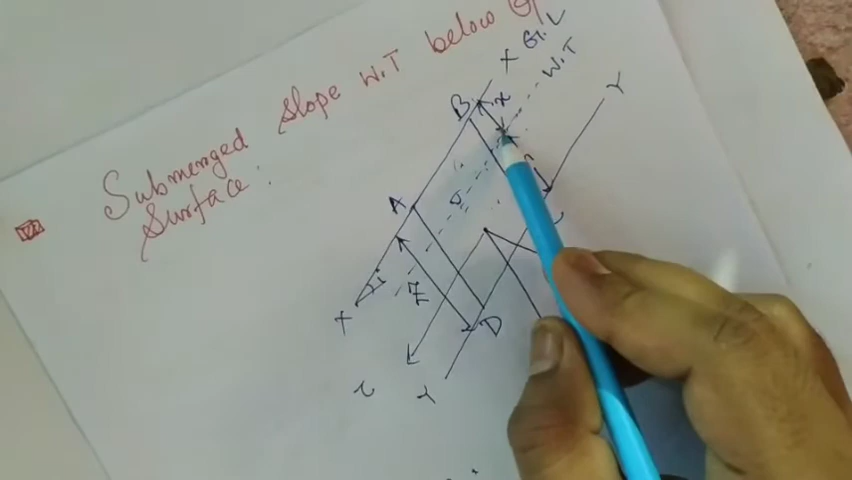 Submerged slope W.T below
Surface:
X G.L
W.T
Y
B
x
h
A
i
X
Z
D
τ
Y